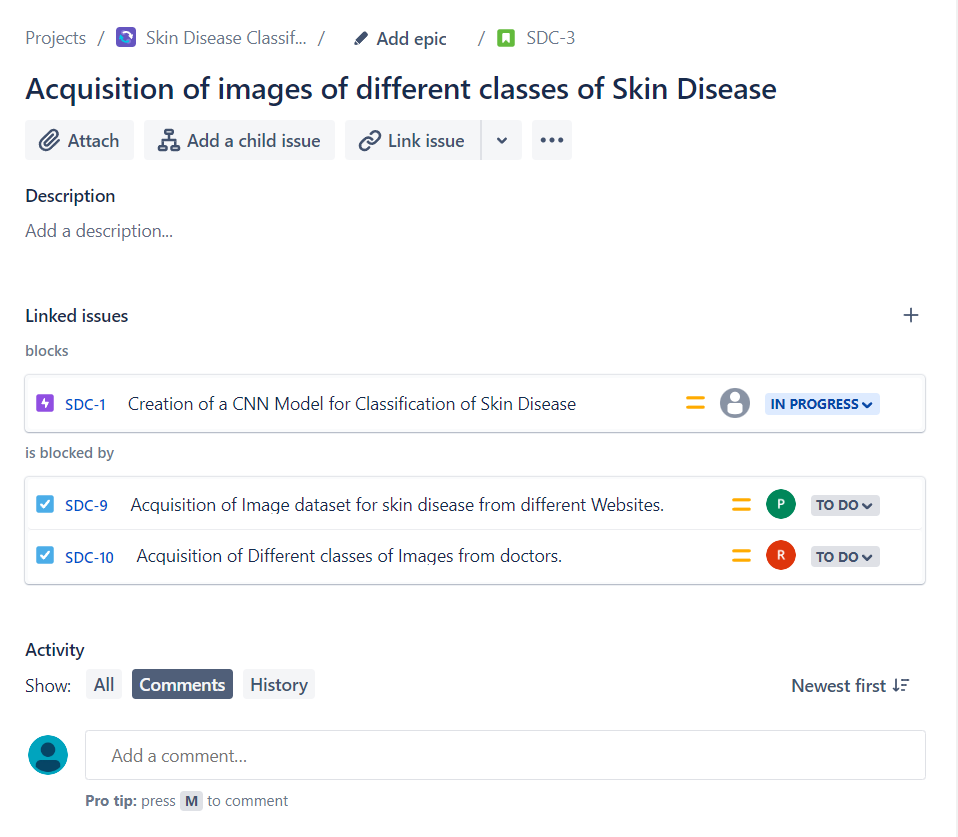 Projects / Skin Disease Classif... / Add epic / SDC-3
Acquisition of images of different classes of Skin Disease
Attach Add a child issue Link issue
Description
Add a description...
Linked issues
blocks
SDC-1 Creation of a CNN Model for Classification of Skin Disease IN PROGRESS
is blocked by
SDC-9 Acquisition of Image dataset for skin disease from different Websites. P TO DO
SDC-10 Acquisition of Different classes of Images from doctors. R TO DO
Activity
Show: All Comments History Newest first
Add a comment...
Pro tip: press M to comment